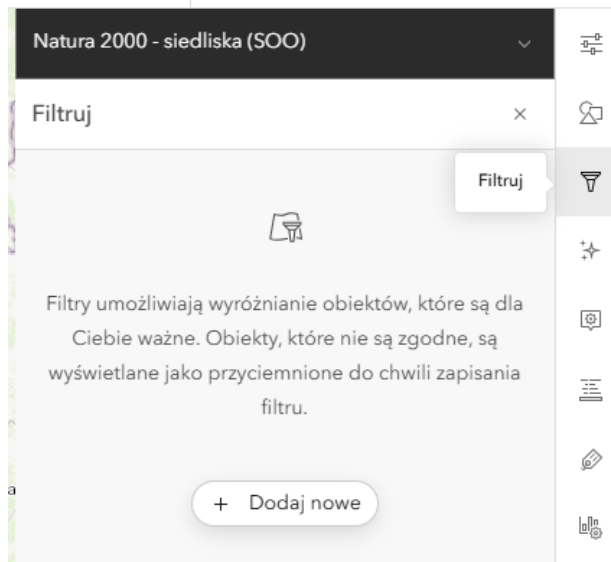 Natura 2000 - siedliska (SOO)
Filtruj
Filtruj
Filtry umożliwiają wyróżnianie obiektów, które są dla
Ciebie ważne. Obiekty, które nie są zgodne, są
wyświetlane jako przyciemnione do chwili zapisania
filtru.
a
+ Dodaj nowe